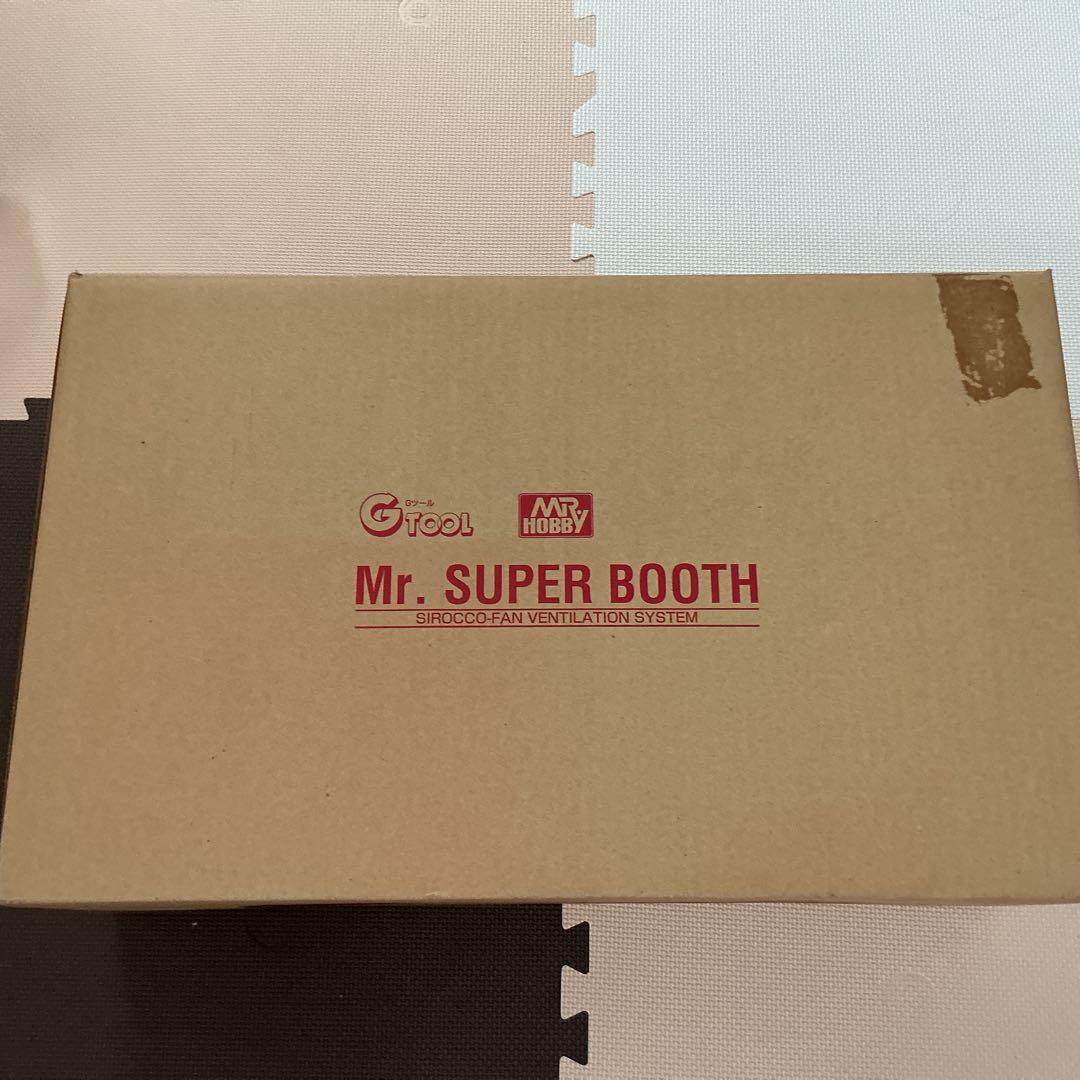 Gツール
G TOOL
MR. HOBBY
Mr. SUPER BOOTH
SIROCCO-FAN VENTILATION SYSTEM